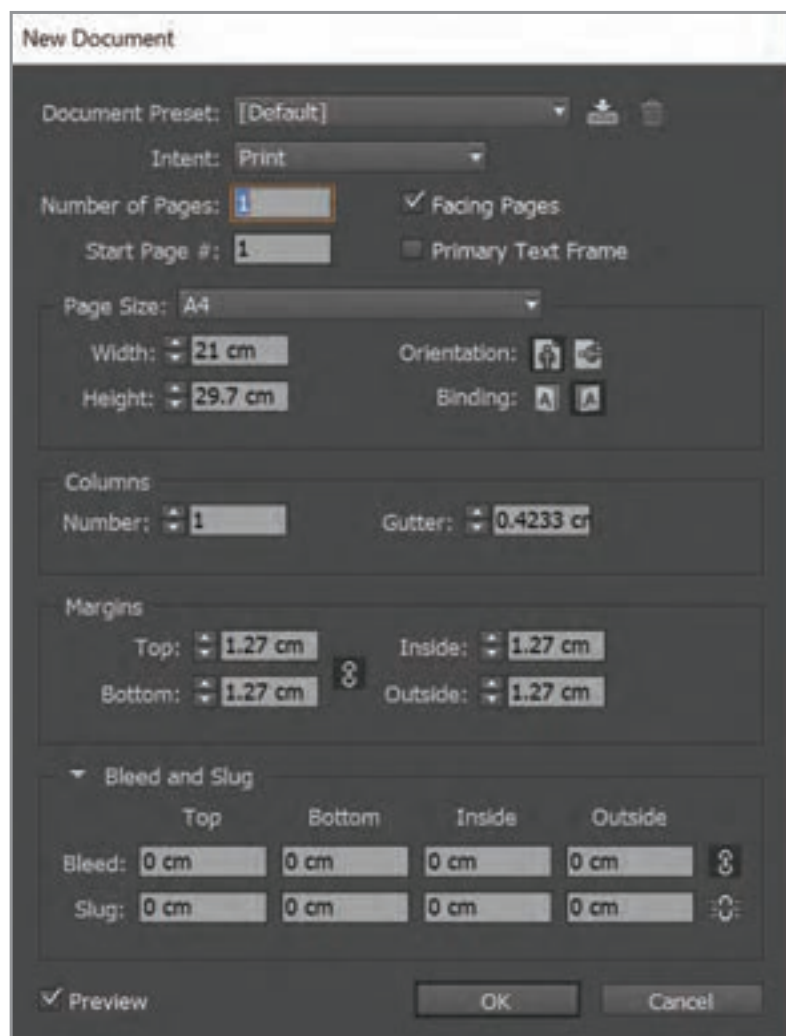 New Document
Document Preset: [Default]
Intent: Print
Number of Pages: 1 Facing Pages
Start Page #: 1 Primary Text Frame
Page Size: A4
Width: 21 cm Orientation:
Height: 29.7 cm Binding:
Columns
Number: 1 Gutter: 0.4233 cm
Margins
Top: 1.27 cm Inside: 1.27 cm
Bottom: 1.27 cm Outside: 1.27 cm
Bleed and Slug
Top Bottom Inside Outside
Bleed: 0 cm 0 cm 0 cm 0 cm
Slug: 0 cm 0 cm 0 cm 0 cm
Preview OK Cancel